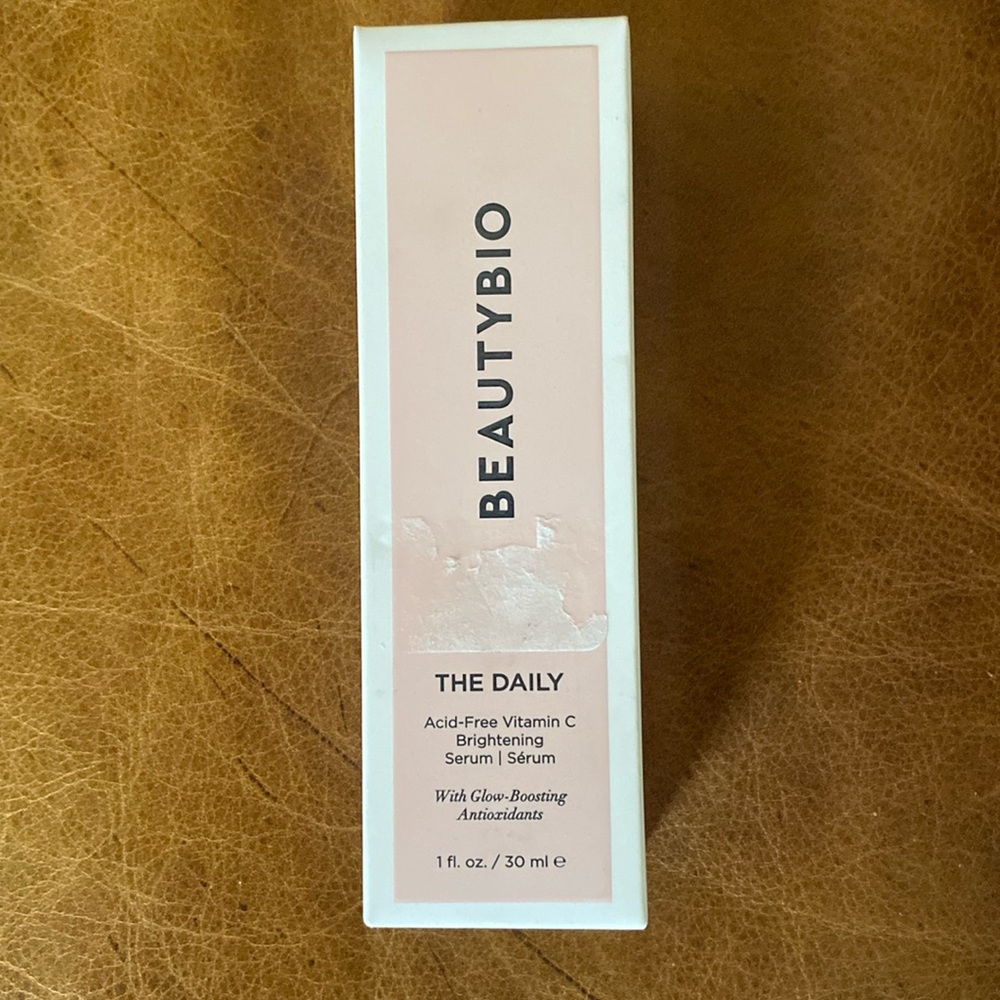 BEAUTYBIO
THE DAILY
Acid-Free Vitamin C
Brightening
Serum | Sérum
With Glow-Boosting
Antioxidants
1 fl. oz. / 30 ml ℮